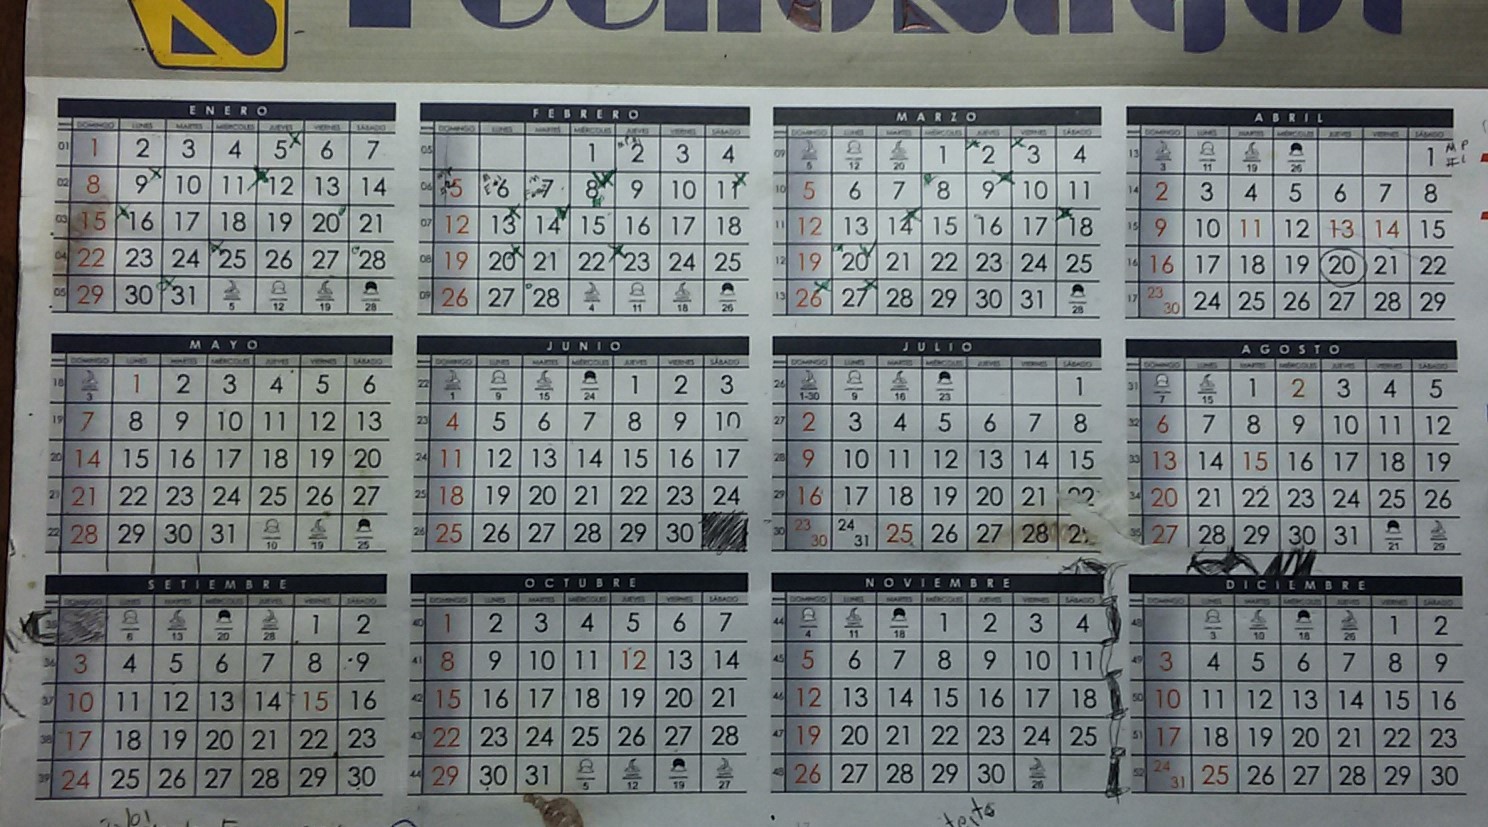 ENERO
DOMINGO LUNES MARTES MIÉRCOLES JUEVES VIERNES SÁBADO
01 1 2 3 4 5 6 7
02 8 9 10 11 12 13 14
03 15 16 17 18 19 20 21
04 22 23 24 25 26 27 28
05 29 30 31 5 12 19 28
FEBRERO
DOMINGO LUNES MARTES MIÉRCOLES JUEVES VIERNES SÁBADO
05 1 2 3 4
06 5 6 7 8 9 10 11
07 12 13 14 15 16 17 18
08 19 20 21 22 23 24 25
09 26 27 28 4 11 18 26
MARZO
DOMINGO LUNES MARTES MIÉRCOLES JUEVES VIERNES SÁBADO
09 5 12 20 1 2 3 4
10 5 6 7 8 9 10 11
11 12 13 14 15 16 17 18
12 19 20 21 22 23 24 25
13 26 27 28 29 30 31 28
ABRIL
DOMINGO LUNES MARTES MIÉRCOLES JUEVES VIERNES SÁBADO
13 3 11 19 26 1
14 2 3 4 5 6 7 8
15 9 10 11 12 13 14 15
16 16 17 18 19 20 21 22
17 23 30 24 25 26 27 28 29
MAYO
DOMINGO LUNES MARTES MIÉRCOLES JUEVES VIERNES SÁBADO
18 3 1 2 3 4 5 6
19 7 8 9 10 11 12 13
20 14 15 16 17 18 19 20
21 21 22 23 24 25 26 27
22 28 29 30 31 10 19 25
JUNIO
DOMINGO LUNES MARTES MIÉRCOLES JUEVES VIERNES SÁBADO
22 1 9 15 24 1 2 3
23 4 5 6 7 8 9 10
24 11 12 13 14 15 16 17
25 18 19 20 21 22 23 24
26 25 26 27 28 29 30
JULIO
DOMINGO LUNES MARTES MIÉRCOLES JUEVES VIERNES SÁBADO
26 1-30 9 16 23 1
27 2 3 4 5 6 7 8
28 9 10 11 12 13 14 15
29 16 17 18 19 20 21 22
30 23 30 24 31 25 26 27 28 29
AGOSTO
DOMINGO LUNES MARTES MIÉRCOLES JUEVES VIERNES SÁBADO
31 7 15 1 2 3 4 5
32 6 7 8 9 10 11 12
33 13 14 15 16 17 18 19
34 20 21 22 23 24 25 26
35 27 28 29 30 31 21 29
SETIEMBRE
DOMINGO LUNES MARTES MIÉRCOLES JUEVES VIERNES SÁBADO
35 6 13 20 28 1 2
36 3 4 5 6 7 8 9
37 10 11 12 13 14 15 16
38 17 18 19 20 21 22 23
39 24 25 26 27 28 29 30
OCTUBRE
DOMINGO LUNES MARTES MIÉRCOLES JUEVES VIERNES SÁBADO
40 1 2 3 4 5 6 7
41 8 9 10 11 12 13 14
42 15 16 17 18 19 20 21
43 22 23 24 25 26 27 28
44 29 30 31 5 12 19 27
NOVIEMBRE
DOMINGO LUNES MARTES MIÉRCOLES JUEVES VIERNES SÁBADO
44 4 11 18 1 2 3 4
45 5 6 7 8 9 10 11
46 12 13 14 15 16 17 18
47 19 20 21 22 23 24 25
48 26 27 28 29 30 26
DICIEMBRE
DOMINGO LUNES MARTES MIÉRCOLES JUEVES VIERNES SÁBADO
48 3 10 18 26 1 2
49 3 4 5 6 7 8 9
50 10 11 12 13 14 15 16
51 17 18 19 20 21 22 23
52 24 31 25 26 27 28 29 30